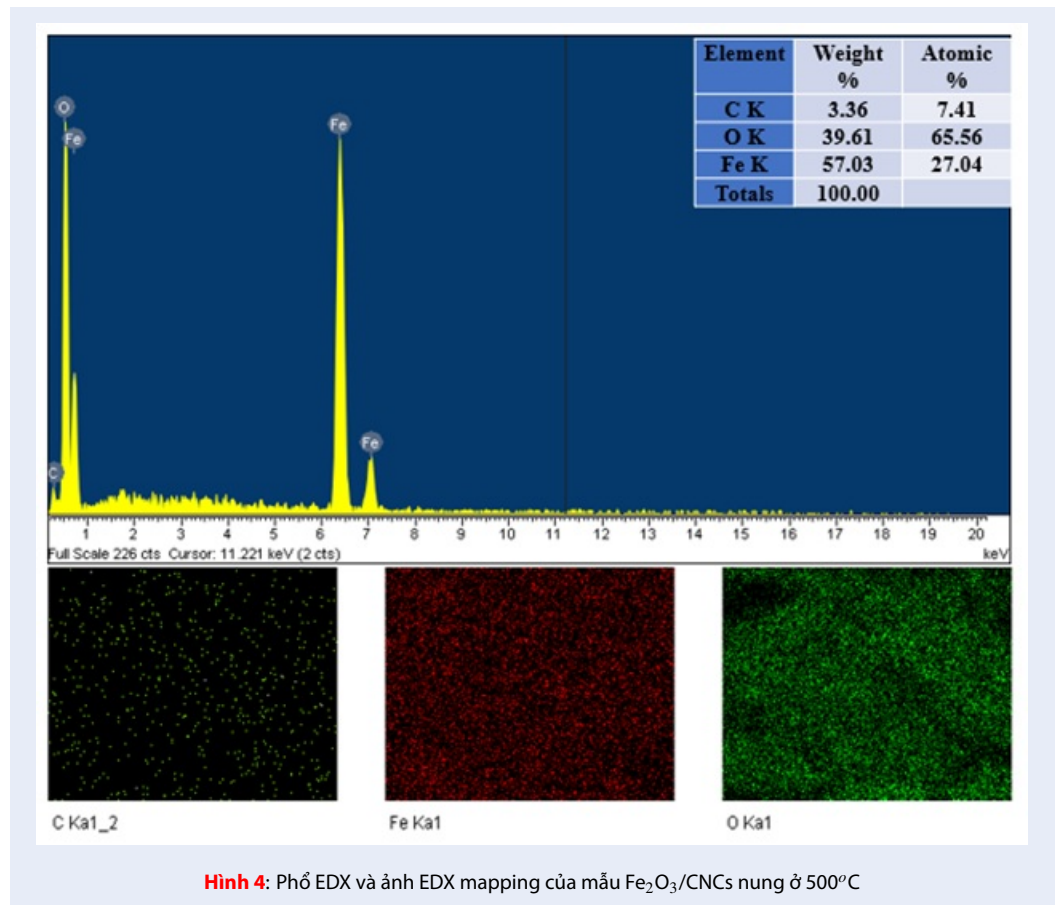 Element Weight % Atomic %
C K 3.36 7.41
O K 39.61 65.56
Fe K 57.03 27.04
Totals 100.00
O
Fe
Fe
Fe
C
1 2 3 4 5 6 7 8 9 10 11 12 13 14 15 16 17 18 19 20
Full Scale 226 cts Cursor: 11.221 keV (2 cts) keV
C Ka1_2 Fe Ka1 O Ka1
Hình 4: Phổ EDX và ảnh EDX mapping của mẫu Fe₂O₃/CNCs nung ở 500ᵒC